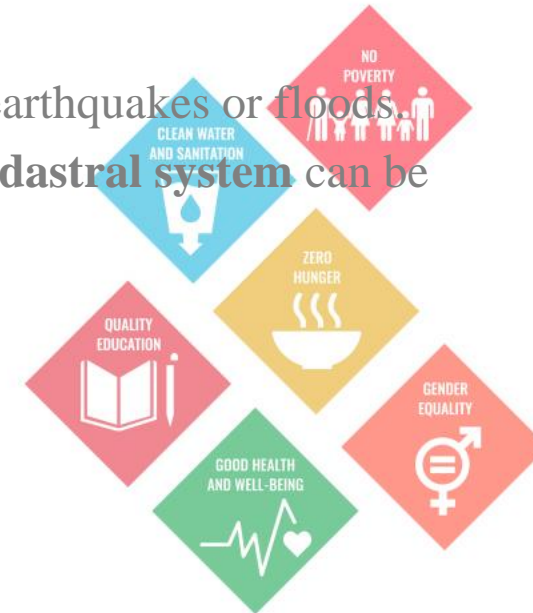 NO
POVERTY
arthquakes or floods.
CLEAN WATER
AND SANITATION
dastral system can be
ZERO
HUNGER
QUALITY
EDUCATION
GENDER
EQUALITY
GOOD HEALTH
AND WELL-BEING